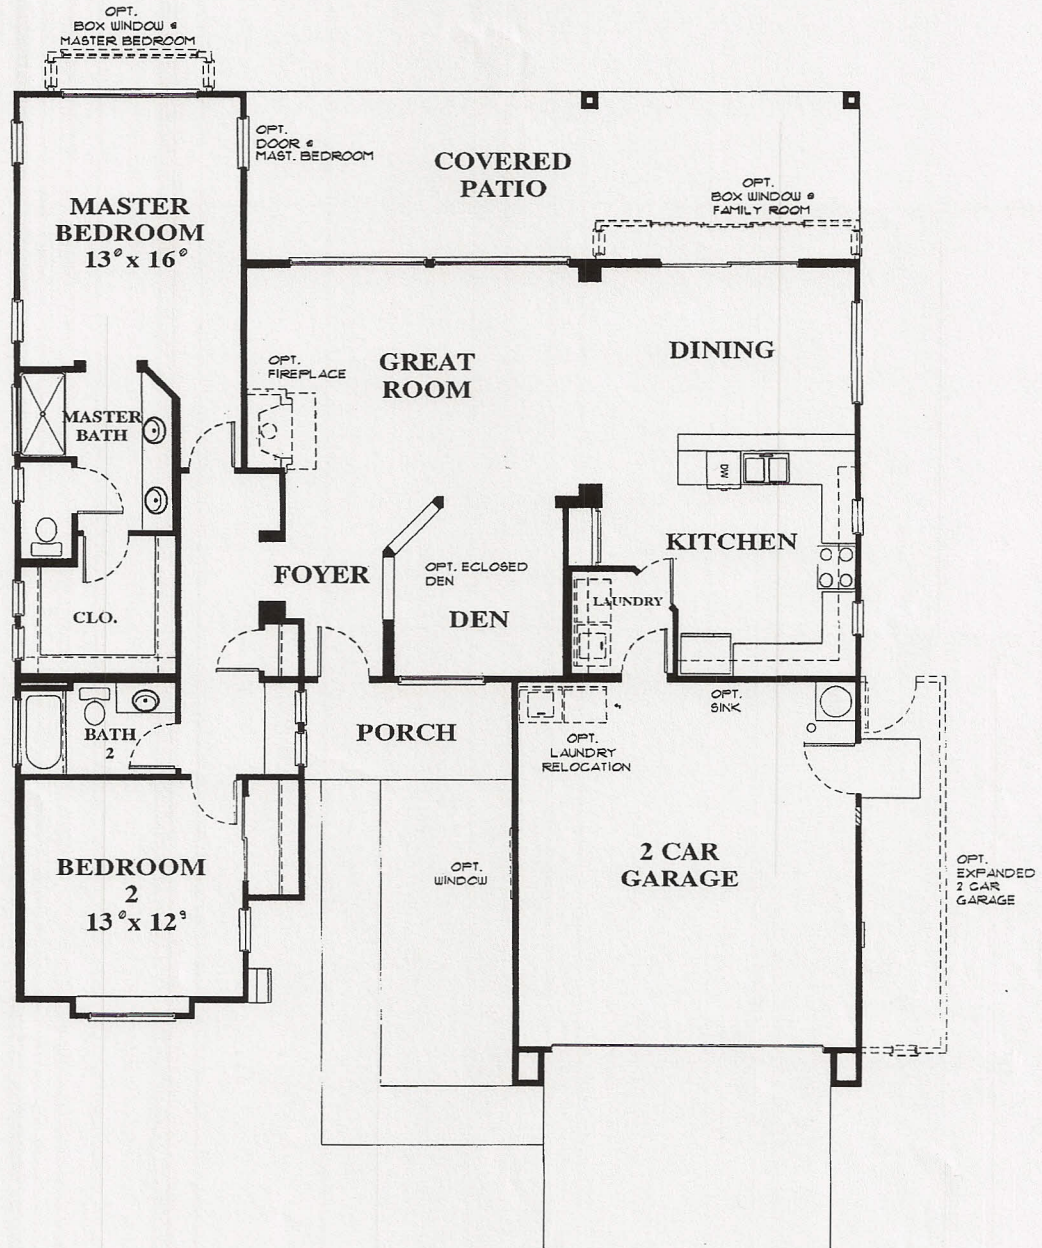 OPT.
BOX WINDOW @
MASTER BEDROOM
OPT.
DOOR @
MAST. BEDROOM
COVERED
PATIO
OPT.
BOX WINDOW @
FAMILY ROOM
MASTER
BEDROOM
13⁰ x 16⁰
OPT.
FIREPLACE
GREAT
ROOM
DINING
MASTER
BATH
DW
KITCHEN
FOYER
OPT. ECLOSED
DEN
DEN
LAUNDRY
CLO.
BATH
2
PORCH
OPT.
SINK
OPT.
LAUNDRY
RELOCATION
BEDROOM
2
13⁰ x 12⁹
OPT.
WINDOW
2 CAR
GARAGE
OPT.
EXPANDED
2 CAR
GARAGE